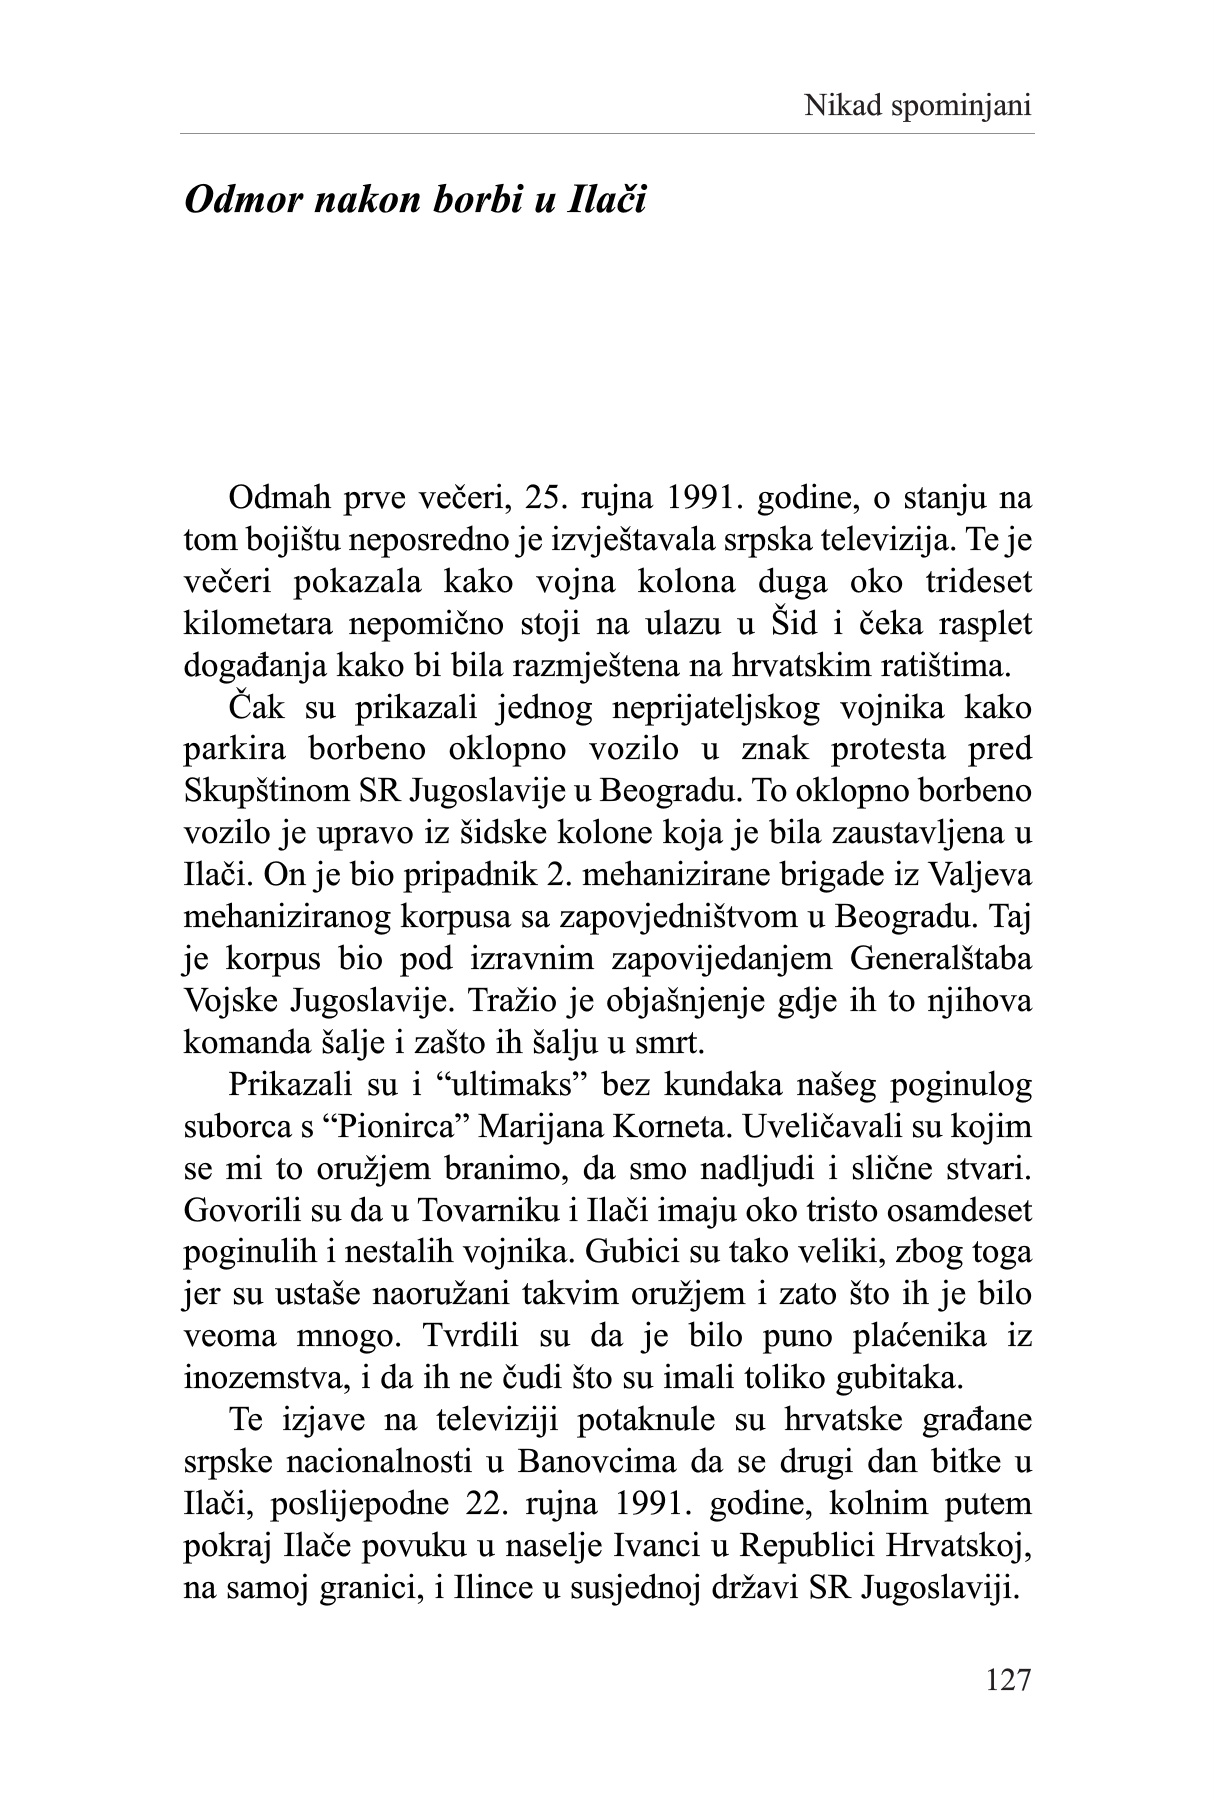 Nikad spominjani
Odmor nakon borbi u Ilači
Odmah prve večeri, 25. rujna 1991. godine, o stanju na
tom bojištu neposredno je izvještavala srpska televizija. Te je
večeri pokazala kako vojna kolona duga oko trideset
kilometara nepomično stoji na ulazu u Šid i čeka rasplet
događanja kako bi bila razmještena na hrvatskim ratištima.
Čak su prikazali jednog neprijateljskog vojnika kako
parkira borbeno oklopno vozilo u znak protesta pred
Skupštinom SR Jugoslavije u Beogradu. To oklopno borbeno
vozilo je upravo iz šidske kolone koja je bila zaustavljena u
Ilači. On je bio pripadnik 2. mehanizirane brigade iz Valjeva
mehaniziranog korpusa sa zapovjedništvom u Beogradu. Taj
je korpus bio pod izravnim zapovijedanjem Generalštaba
Vojske Jugoslavije. Tražio je objašnjenje gdje ih to njihova
komanda šalje i zašto ih šalju u smrt.
Prikazali su i “ultimaks” bez kundaka našeg poginulog
suborca s “Pionirca” Marijana Korneta. Uveličavali su kojim
se mi to oružjem branimo, da smo nadljudi i slične stvari.
Govorili su da u Tovarniku i Ilači imaju oko tristo osamdeset
poginulih i nestalih vojnika. Gubici su tako veliki, zbog toga
jer su ustaše naoružani takvim oružjem i zato što ih je bilo
veoma mnogo. Tvrdili su da je bilo puno plaćenika iz
inozemstva, i da ih ne čudi što su imali toliko gubitaka.
Te izjave na televiziji potaknule su hrvatske građane
srpske nacionalnosti u Banovcima da se drugi dan bitke u
Ilači, poslijepodne 22. rujna 1991. godine, kolnim putem
pokraj Ilače povuku u naselje Ivanci u Republici Hrvatskoj,
na samoj granici, i Ilince u susjednoj državi SR Jugoslaviji.
127